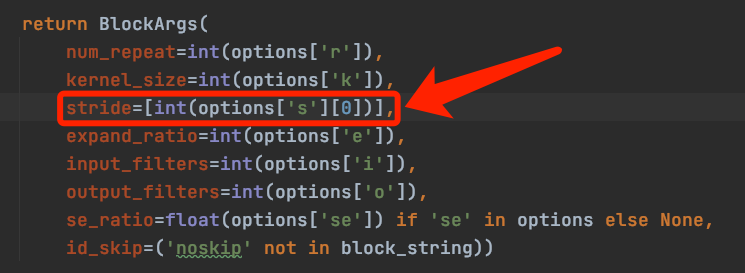 return BlockArgs(
num_repeat=int(options['r']),
kernel_size=int(options['k']),
stride=[int(options['s'][0])],
expand_ratio=int(options['e']),
input_filters=int(options['i']),
output_filters=int(options['o']),
se_ratio=float(options['se']) if 'se' in options else None,
id_skip=('noskip' not in block_string))